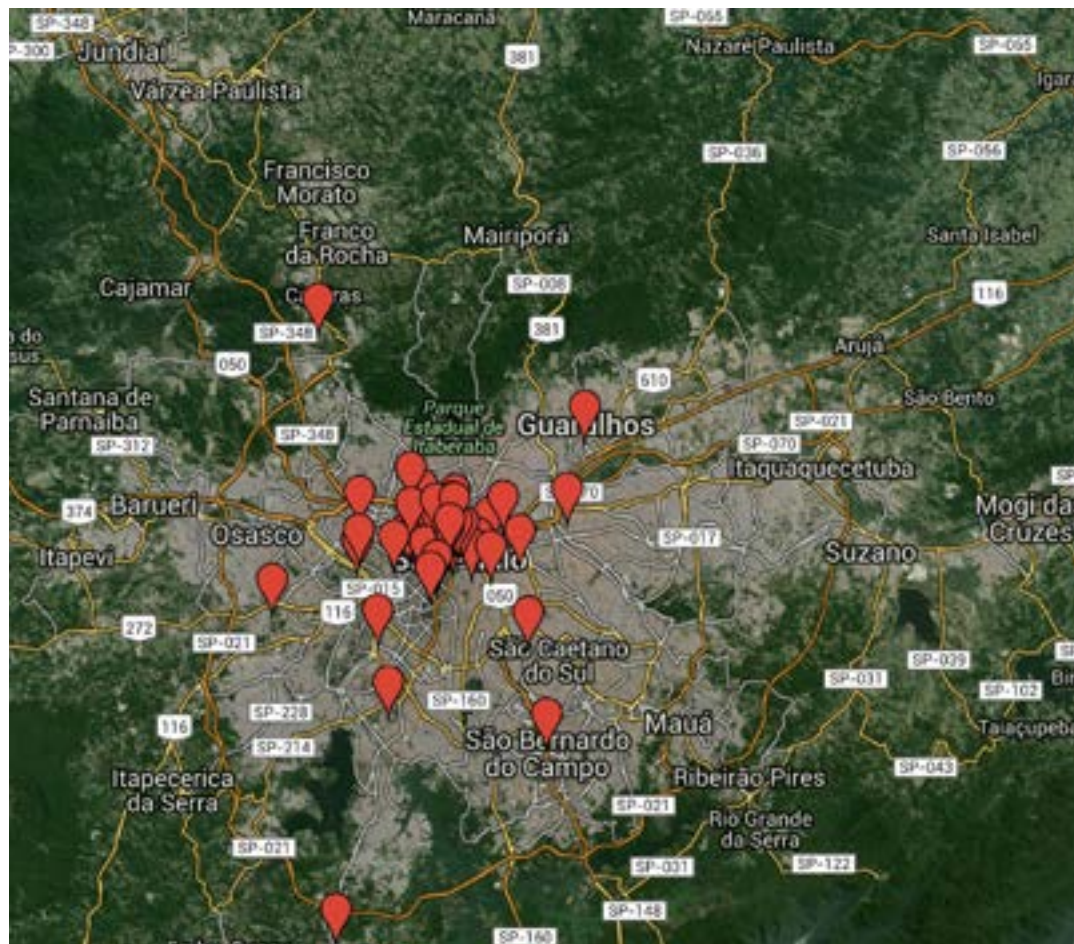 SP-348
Maracanã
SP-055
SP-300
Jundiaí
381
Nazaré Paulista
SP-055
Várzea Paulista
SP-036
SP-056
Francisco
Morato
Franco
da Rocha
Mairiporã
Santa Isabel
Cajamar
SP-008
116
SP-348
381
050
Arujá
610
Santana de
Parnaíba
São Bento
Parque
Estadual de
Itaberaba
SP-348
SP-312
SP-021
SP-070
Itaquaquecetuba
374
Barueri
Osasco
Mogi da
Cruzes
Itapevi
SP-017
Suzano
SP-015
050
116
272
SP-021
São Caetano
do Sul
SP-039
SP-031
SP-102
SP-160
SP-228
116
SP-214
Mauá
Taiaçupeba
São Bernardo
do Campo
SP-043
Itapecerica
da Serra
Ribeirão Pires
SP-021
Rio Grande
da Serra
SP-021
SP-122
SP-031
SP-148
SP-160